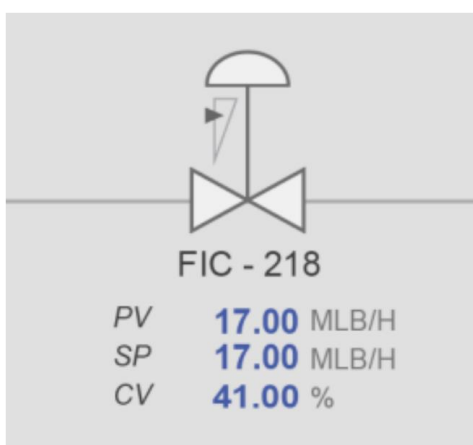 FIC - 218
PV 17.00 MLB/H
SP 17.00 MLB/H
CV 41.00 %